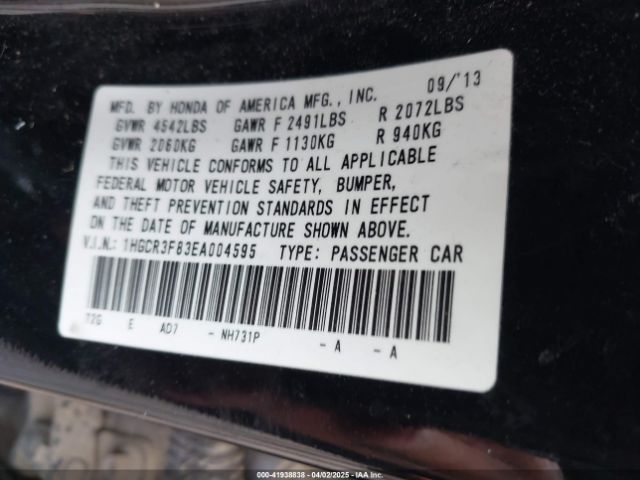 MFD. BY HONDA OF AMERICA MFG., INC. 09/'13
GVWR 4542LBS GAWR F 2491LBS R 2072LBS
GVWR 2060KG GAWR F 1130KG R 940KG
THIS VEHICLE CONFORMS TO ALL APPLICABLE
FEDERAL MOTOR VEHICLE SAFETY, BUMPER,
AND THEFT PREVENTION STANDARDS IN EFFECT
ON THE DATE OF MANUFACTURE SHOWN ABOVE.
V.I.N.: 1HGCR3F83EA004595 TYPE: PASSENGER CAR
T2G E AD7 - NH731P - A - A
000-41938838 04/02/2025 IAAI.COM